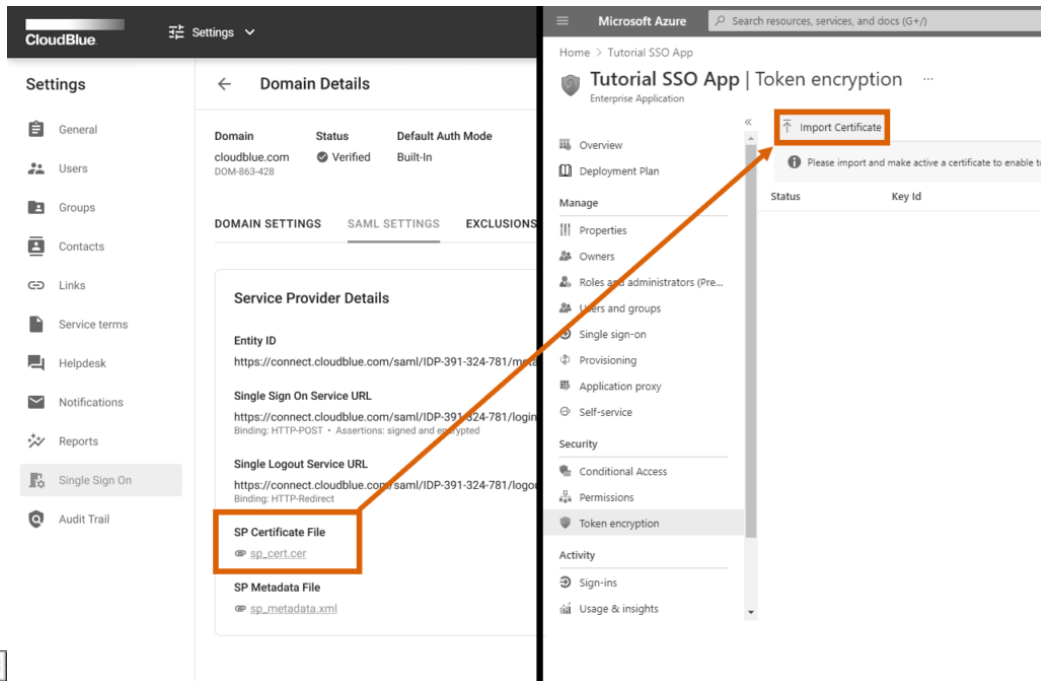 CloudBlue
Settings
Settings
General
Users
Groups
Contacts
Links
Service terms
Helpdesk
Notifications
Reports
Single Sign On
Audit Trail
Domain Details
Domain Status Default Auth Mode
cloudblue.com Verified Built-In
DOM-863-428
DOMAIN SETTINGS SAML SETTINGS EXCLUSIONS
Service Provider Details
Entity ID
https://connect.cloudblue.com/saml/IDP-391-324-781/meta
Single Sign On Service URL
https://connect.cloudblue.com/saml/IDP-391-324-781/login
Binding: HTTP-POST • Assertions: signed and encrypted
Single Logout Service URL
https://connect.cloudblue.com/saml/IDP-391-324-781/logou
Binding: HTTP-Redirect
SP Certificate File
sp_cert.cer
SP Metadata File
sp_metadata.xml
Microsoft Azure
Search resources, services, and docs (G+/)
Home > Tutorial SSO App
Tutorial SSO App | Token encryption ...
Enterprise Application
«
Overview
Deployment Plan
Manage
Properties
Owners
Roles and administrators (Pre...
Users and groups
Single sign-on
Provisioning
Application proxy
Self-service
Security
Conditional Access
Permissions
Token encryption
Activity
Sign-ins
Usage & insights
Import Certificate
Please import and make active a certificate to enable to
Status Key Id